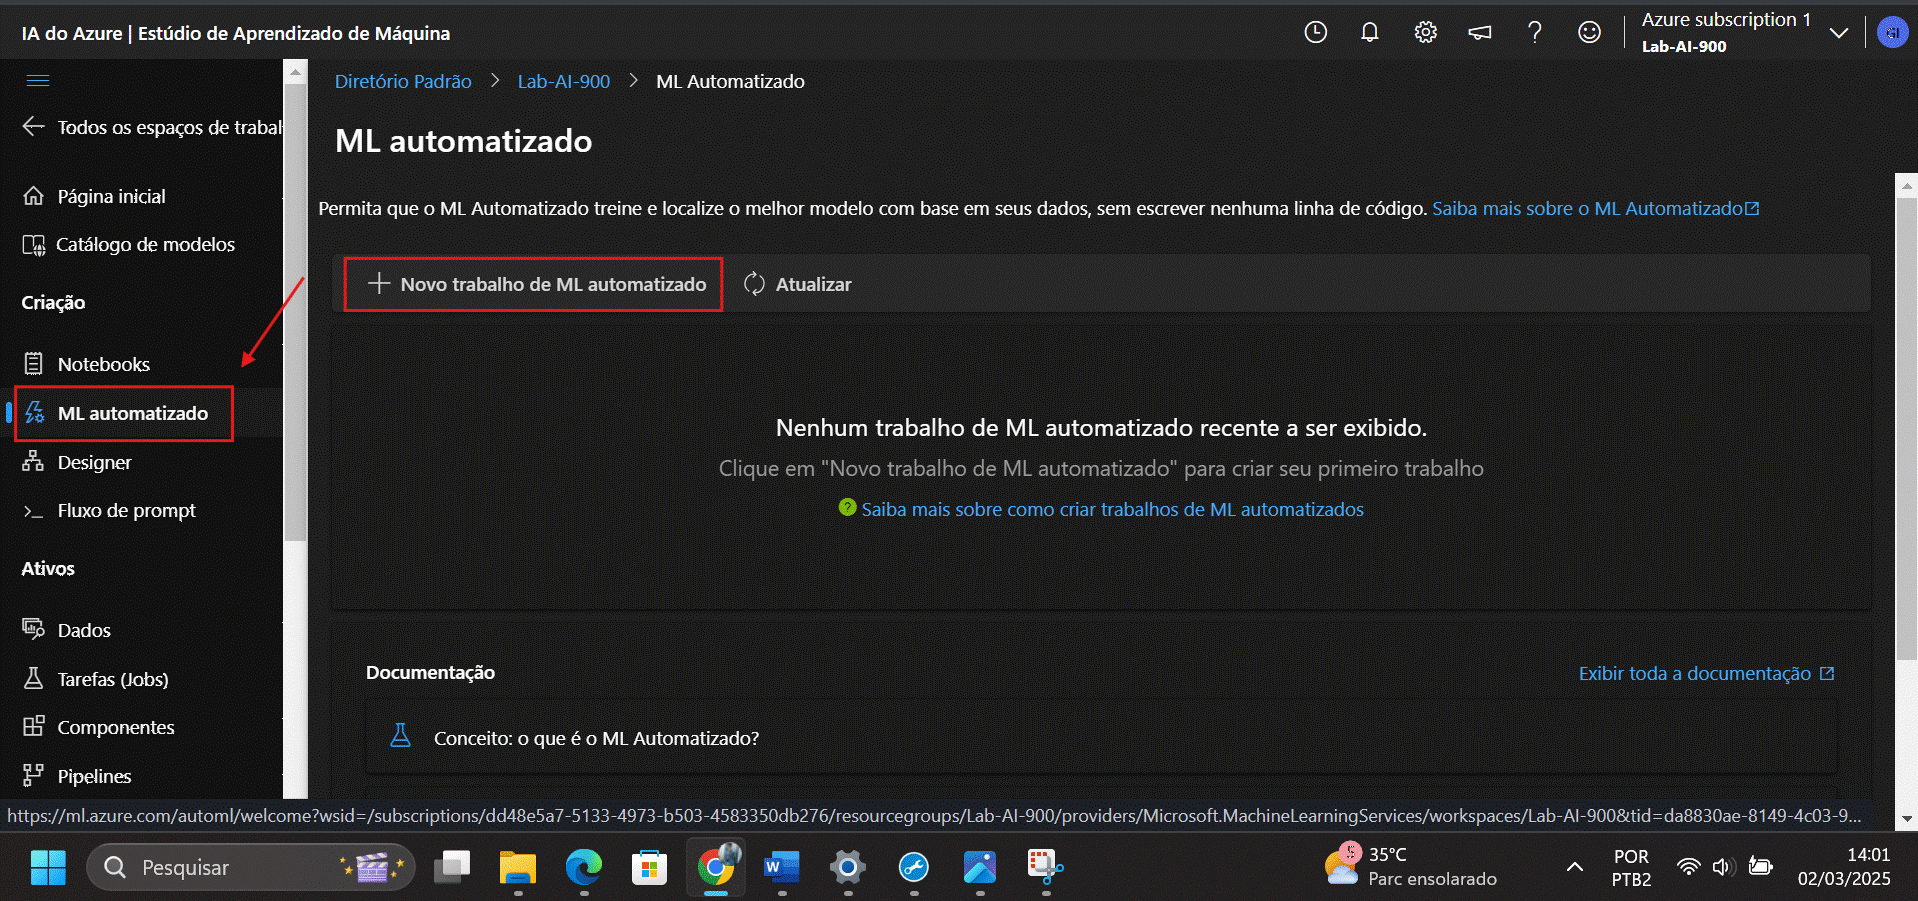 IA do Azure | Estúdio de Aprendizado de Máquina
Azure subscription 1
Lab-AI-900
GI
Todos os espaços de trabal
Página inicial
Catálogo de modelos
Criação
Notebooks
ML automatizado
Designer
Fluxo de prompt
Ativos
Dados
Tarefas (Jobs)
Componentes
Pipelines
Diretório Padrão > Lab-AI-900 > ML Automatizado
ML automatizado
Permita que o ML Automatizado treine e localize o melhor modelo com base em seus dados, sem escrever nenhuma linha de código. Saiba mais sobre o ML Automatizado
Novo trabalho de ML automatizado Atualizar
Nenhum trabalho de ML automatizado recente a ser exibido.
Clique em "Novo trabalho de ML automatizado" para criar seu primeiro trabalho
Saiba mais sobre como criar trabalhos de ML automatizados
Documentação
Exibir toda a documentação
Conceito: o que é o ML Automatizado?
https://ml.azure.com/automl/welcome?wsid=/subscriptions/dd48e5a7-5133-4973-b503-4583350db276/resourcegroups/Lab-AI-900/providers/Microsoft.MachineLearningServices/workspaces/Lab-AI-900&tid=da8830ae-8149-4c03-9...
Pesquisar
W
5
35°C
Parc ensolarado
POR
PTB2
14:01
02/03/2025